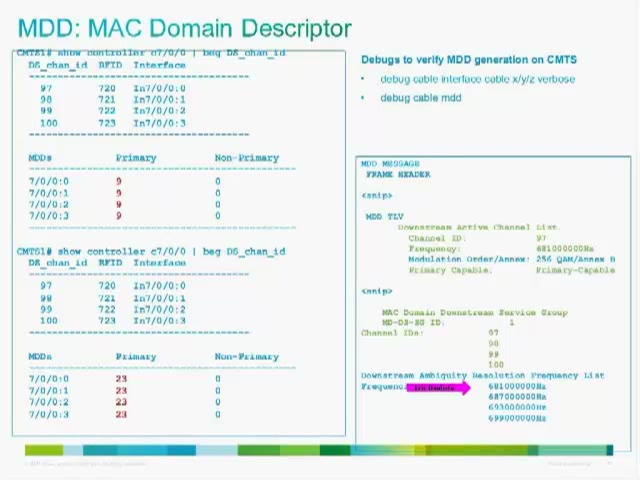 MDD: MAC Domain Descriptor
CMTS1# show controller c7/0/0 | beg DS_chan_id
DS_chan_id RFID Interface
97 720 In7/0/0:0
98 721 In7/0/0:1
99 722 In7/0/0:2
100 723 In7/0/0:3
MDDs Primary Non-Primary
7/0/0:0 9 0
7/0/0:1 9 0
7/0/0:2 9 0
7/0/0:3 9 0
CMTS1# show controller c7/0/0 | beg DS_chan_id
DS_chan_id RFID Interface
97 720 In7/0/0:0
98 721 In7/0/0:1
99 722 In7/0/0:2
100 723 In7/0/0:3
MDDs Primary Non-Primary
7/0/0:0 23 0
7/0/0:1 23 0
7/0/0:2 23 0
7/0/0:3 23 0
Debugs to verify MDD generation on CMTS
• debug cable interface cable x/y/z verbose
• debug cable mdd
MDD MESSAGE
FRAME HEADER
<snip>
MDD TLV
Downstream Active Channel List
Channel ID: 97
Frequency: 681000000Hz
Modulation Order/Annex: 256 QAM/Annex B
Primary Capable: Primary-Capable
<snip>
MAC Domain Downstream Service Group
MD-DS-SG ID: 1
Channel IDs: 97
98
99
100
Downstream Ambiguity Resolution Frequency List
Frequenc 681000000Hz
687000000Hz
693000000Hz
699000000Hz